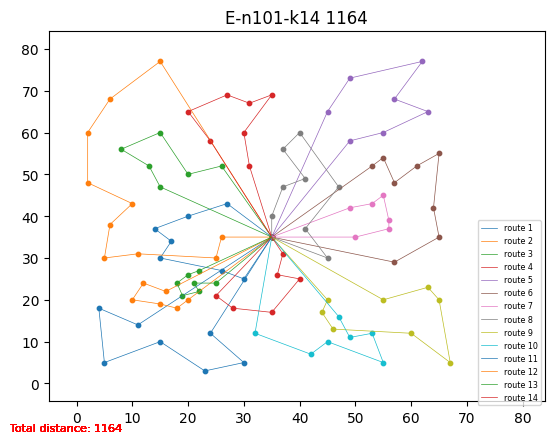 E-n101-k14 1164
80
70
60
50
40
30
20
10
0
0
10
20
30
40
50
60
70
80
route 1
route 2
route 3
route 4
route 5
route 6
route 7
route 8
route 9
route 10
route 11
route 12
route 13
route 14
Total distance: 1164